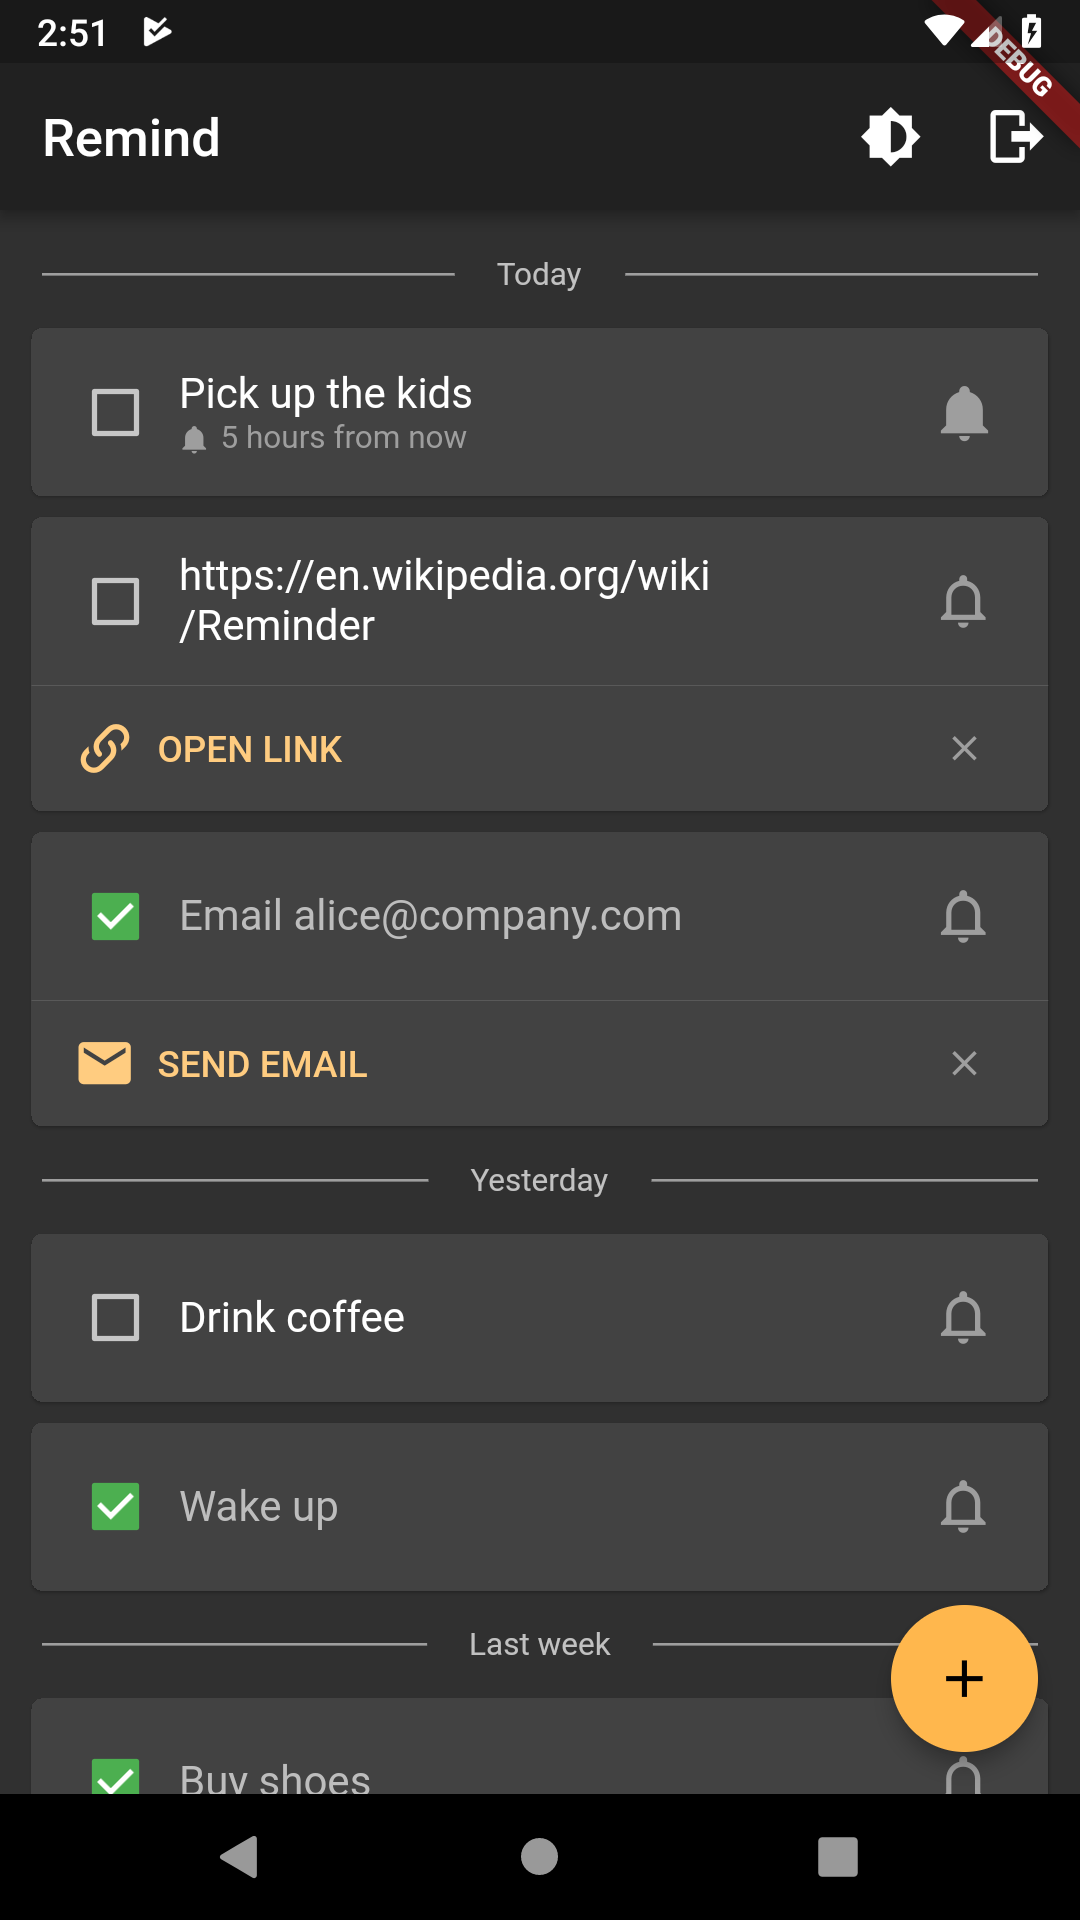 2:51
DEBUG
Remind
Today
Pick up the kids
5 hours from now
https://en.wikipedia.org/wiki
/Reminder
OPEN LINK
Email alice@company.com
SEND EMAIL
Yesterday
Drink coffee
Wake up
Last week
Buy shoes